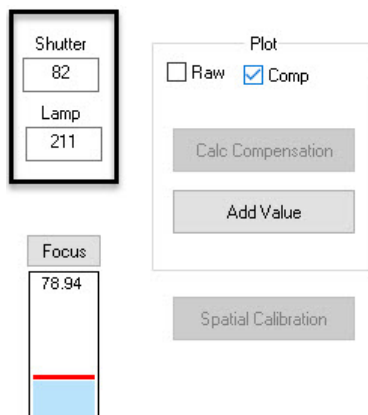 Shutter
82
Lamp
211
Plot
Raw
Comp
Calc Compensation
Add Value
Focus
78.94
Spatial Calibration